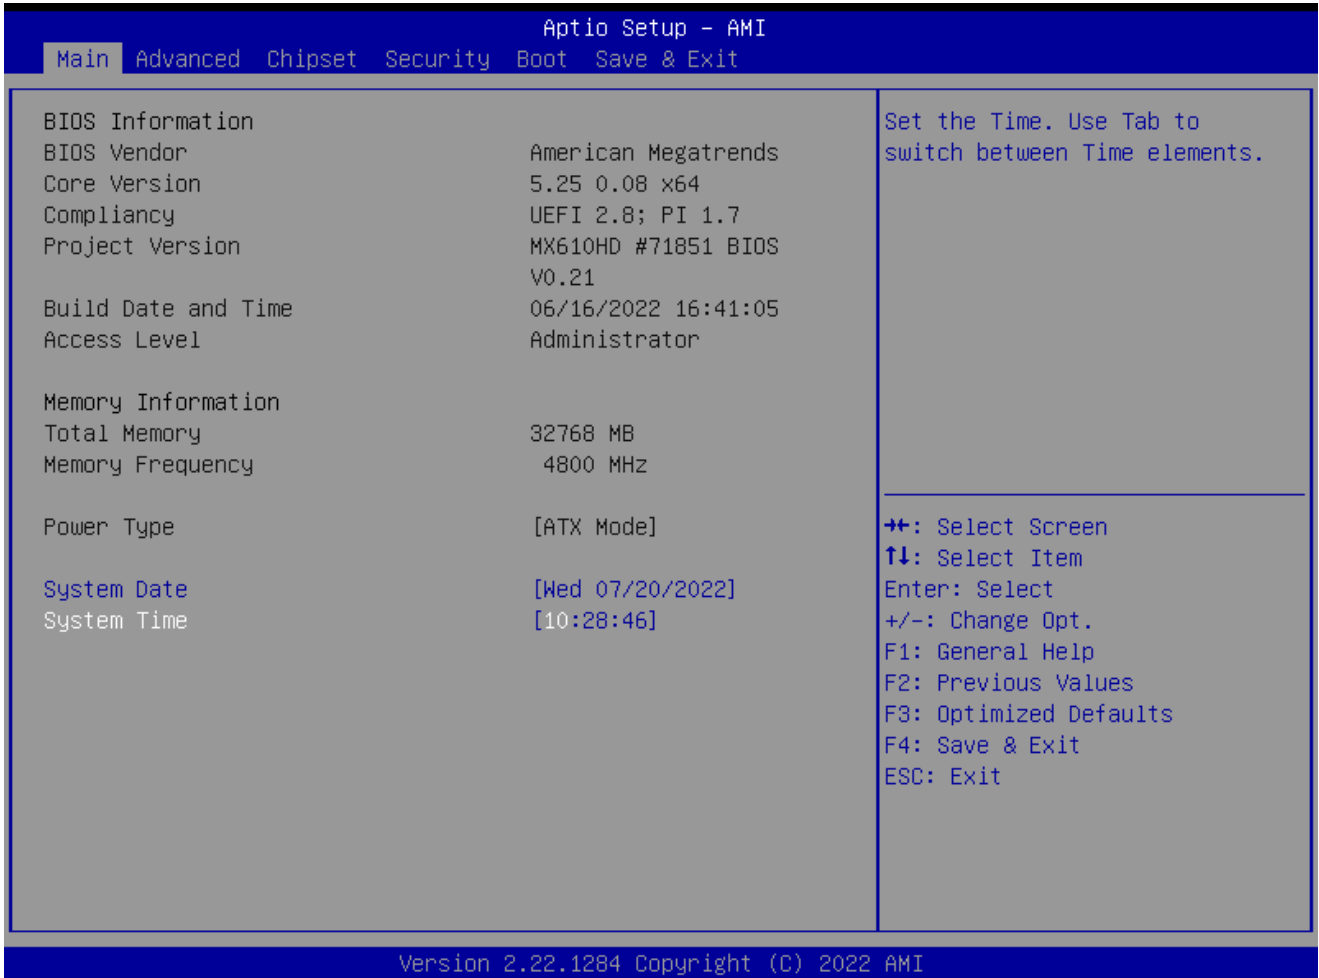 Aptio Setup – AMI
Main Advanced Chipset Security Boot Save & Exit
BIOS Information
BIOS Vendor American Megatrends
Core Version 5.25 0.08 x64
Compliancy UEFI 2.8; PI 1.7
Project Version MX610HD #71851 BIOS
V0.21
Build Date and Time 06/16/2022 16:41:05
Access Level Administrator
Memory Information
Total Memory 32768 MB
Memory Frequency 4800 MHz
Power Type [ATX Mode]
System Date [Wed 07/20/2022]
System Time [10:28:46]
Set the Time. Use Tab to
switch between Time elements.
→←: Select Screen
↑↓: Select Item
Enter: Select
+/-: Change Opt.
F1: General Help
F2: Previous Values
F3: Optimized Defaults
F4: Save & Exit
ESC: Exit
Version 2.22.1284 Copyright (C) 2022 AMI